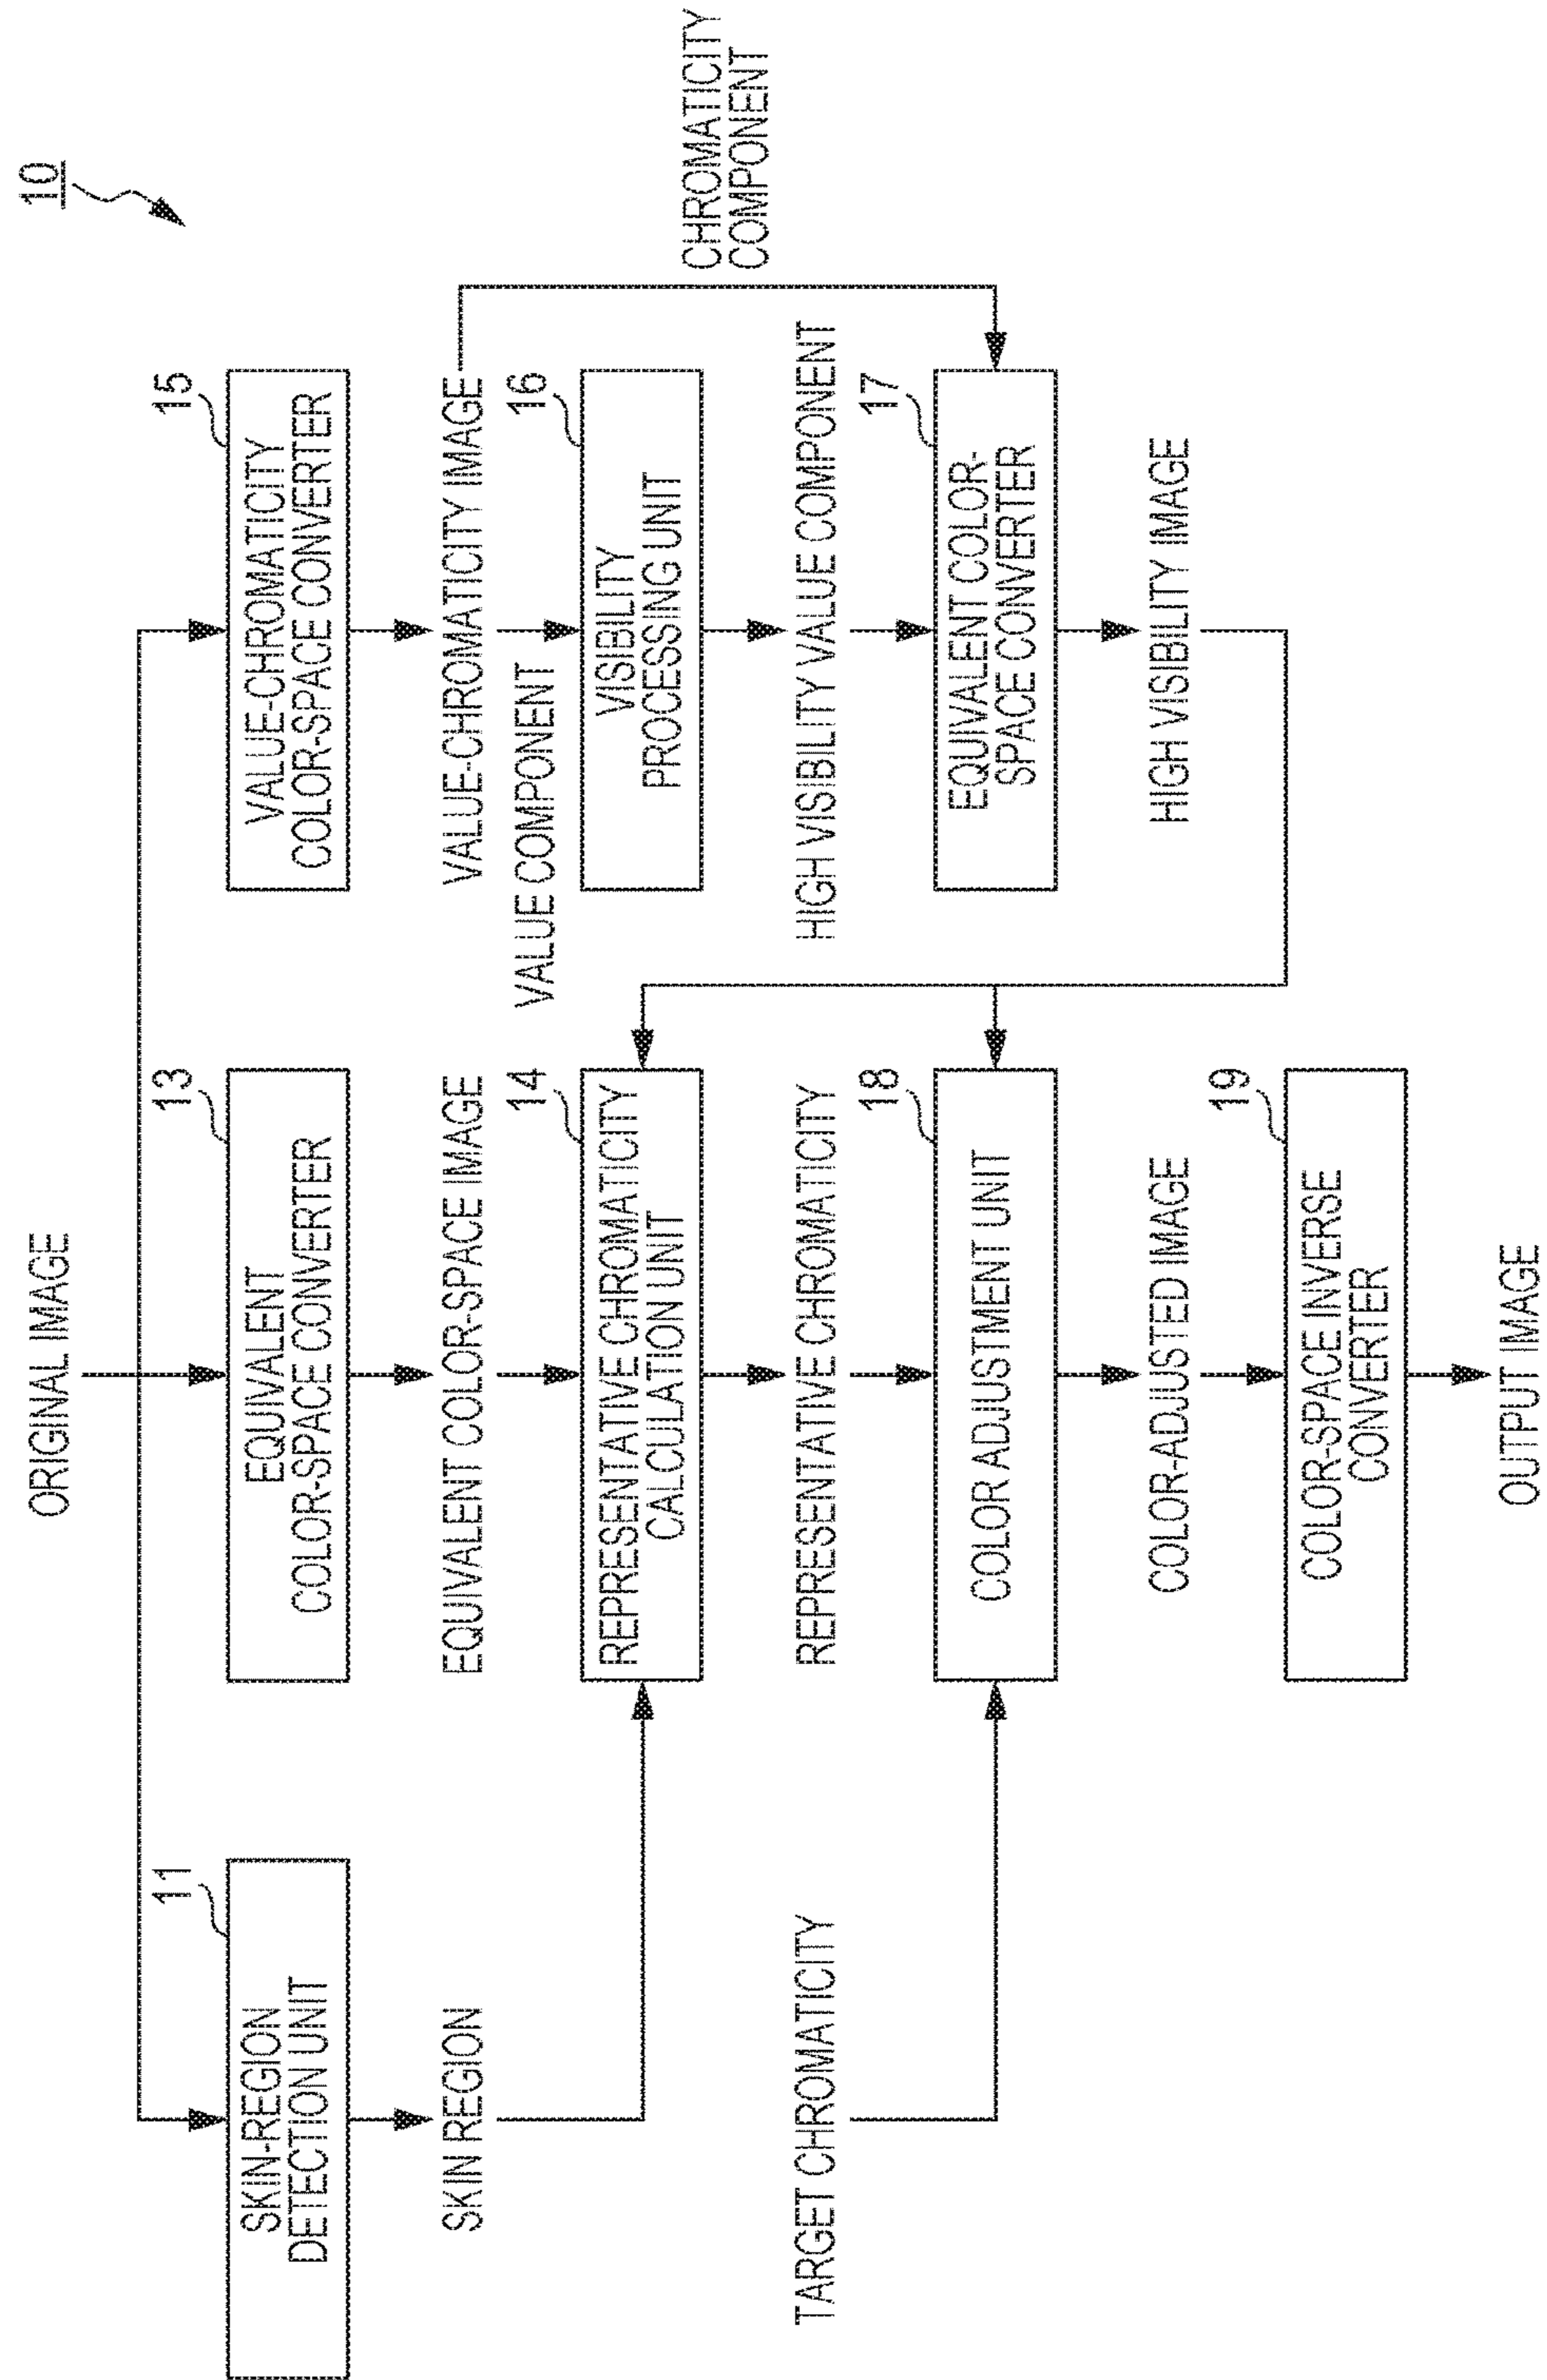 10
ORIGINAL IMAGE
11
SKIN-REGION
DETECTION UNIT
SKIN REGION
13
EQUIVALENT
COLOR-SPACE CONVERTER
EQUIVALENT COLOR-SPACE IMAGE
15
VALUE-CHROMATICITY
COLOR-SPACE CONVERTER
VALUE-CHROMATICITY IMAGE
VALUE COMPONENT
CHROMATICITY
COMPONENT
14
REPRESENTATIVE CHROMATICITY
CALCULATION UNIT
REPRESENTATIVE CHROMATICITY
16
VISIBILITY
PROCESSING UNIT
HIGH VISIBILITY VALUE COMPONENT
TARGET CHROMATICITY
18
COLOR ADJUSTMENT UNIT
COLOR-ADJUSTED IMAGE
17
EQUIVALENT COLOR-
SPACE CONVERTER
HIGH VISIBILITY IMAGE
19
COLOR-SPACE INVERSE
CONVERTER
OUTPUT IMAGE